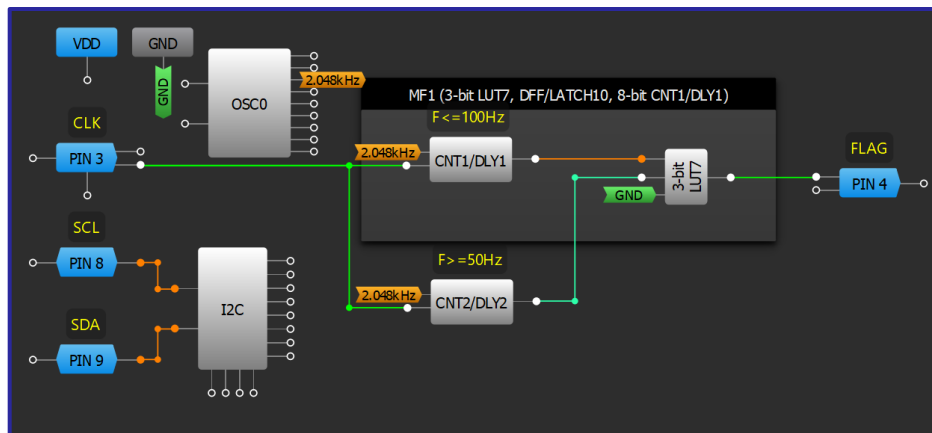 VDD
GND
GND
OSC0
2.048kHz
MF1 (3-bit LUT7, DFF/LATCH10, 8-bit CNT1/DLY1)
F<=100Hz
CLK
PIN 3
2.048kHz
CNT1/DLY1
3-bit
LUT7
GND
FLAG
PIN 4
SCL
PIN 8
F>=50Hz
2.048kHz
CNT2/DLY2
I2C
SDA
PIN 9